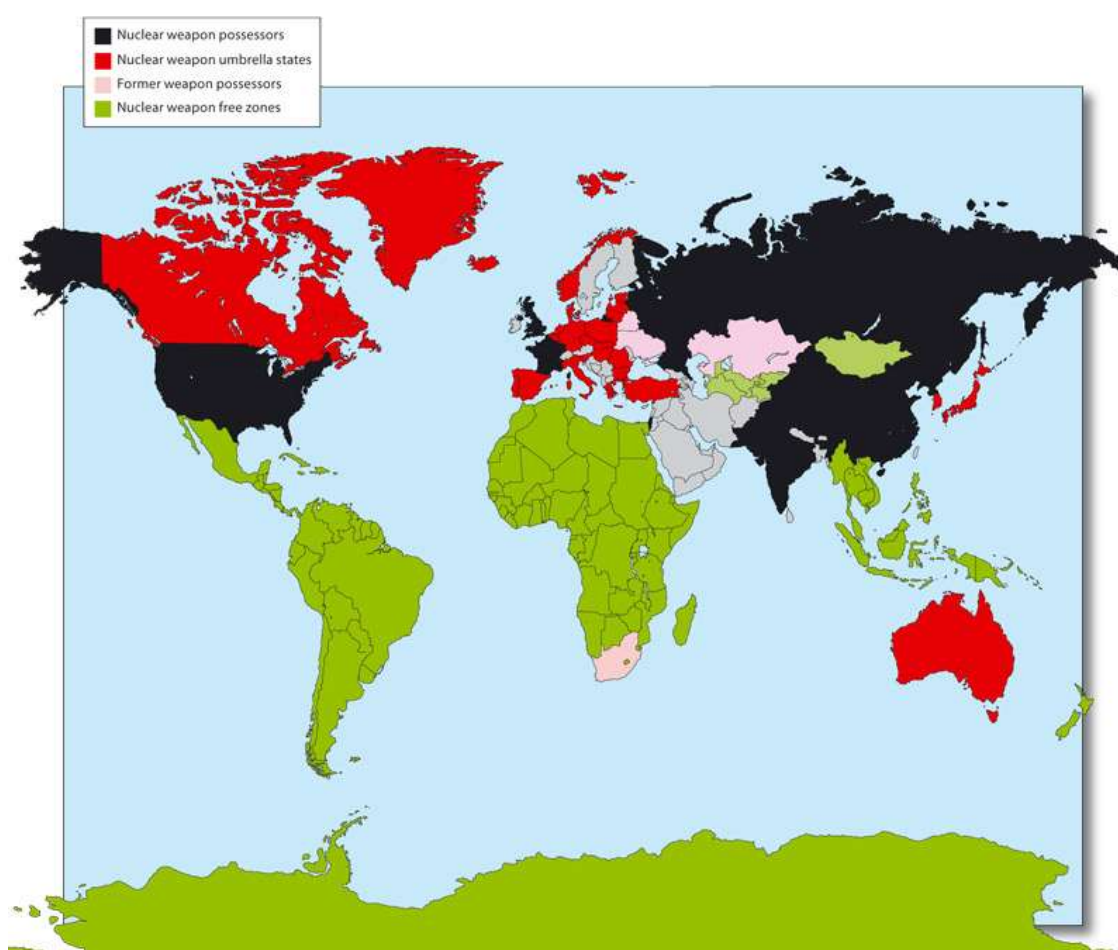 Nuclear weapon possessors
Nuclear weapon umbrella states
Former weapon possessors
Nuclear weapon free zones